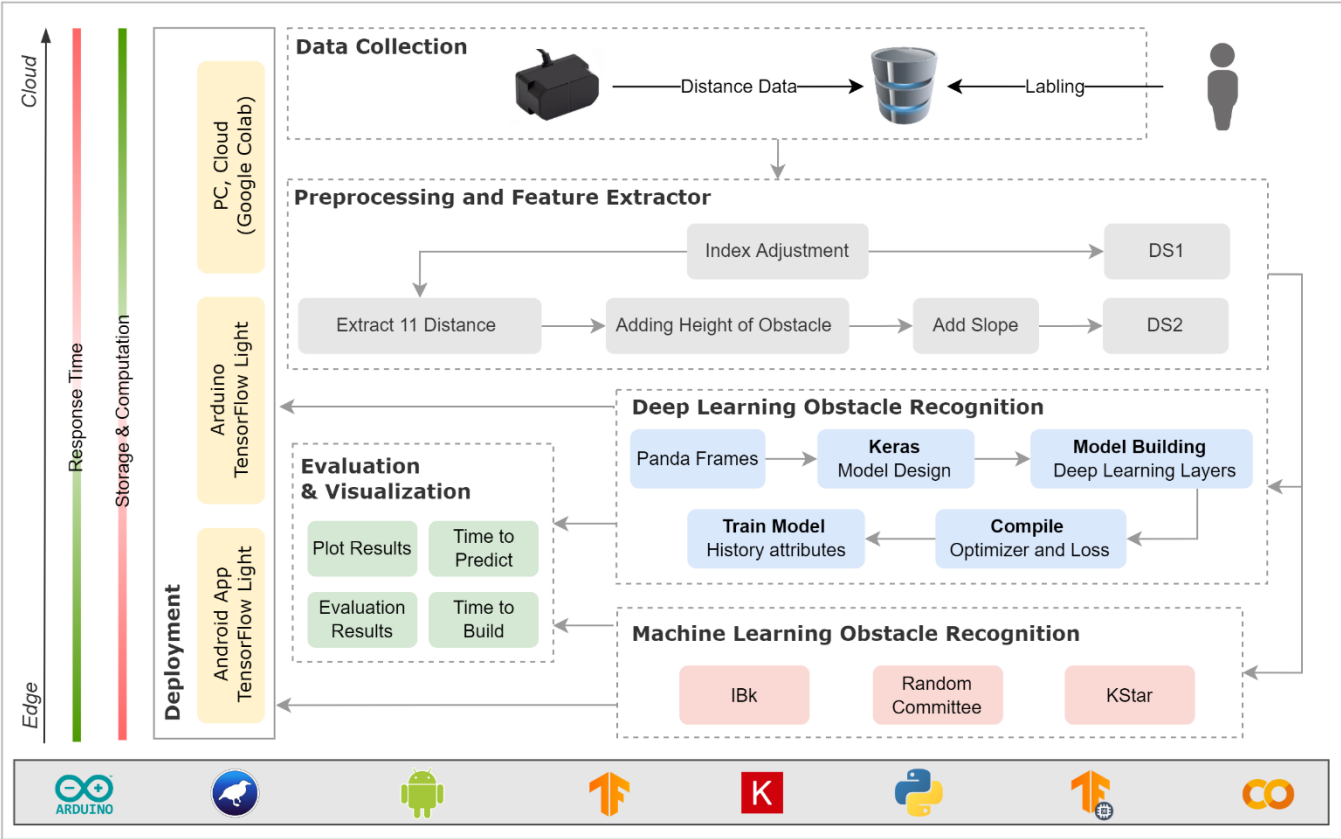 Cloud
Edge
Response Time
Storage & Computation
Deployment
PC, Cloud
(Google Colab)
Arduino
TensorFlow Light
Android App
TensorFlow Light
Data Collection
Distance Data
Labling
Preprocessing and Feature Extractor
Index Adjustment
DS1
Extract 11 Distance
Adding Height of Obstacle
Add Slope
DS2
Deep Learning Obstacle Recognition
Panda Frames
Keras
Model Design
Model Building
Deep Learning Layers
Train Model
History attributes
Compile
Optimizer and Loss
Evaluation
& Visualization
Plot Results
Time to
Predict
Evaluation
Results
Time to
Build
Machine Learning Obstacle Recognition
IBk
Random
Committee
KStar
ARDUINO
K